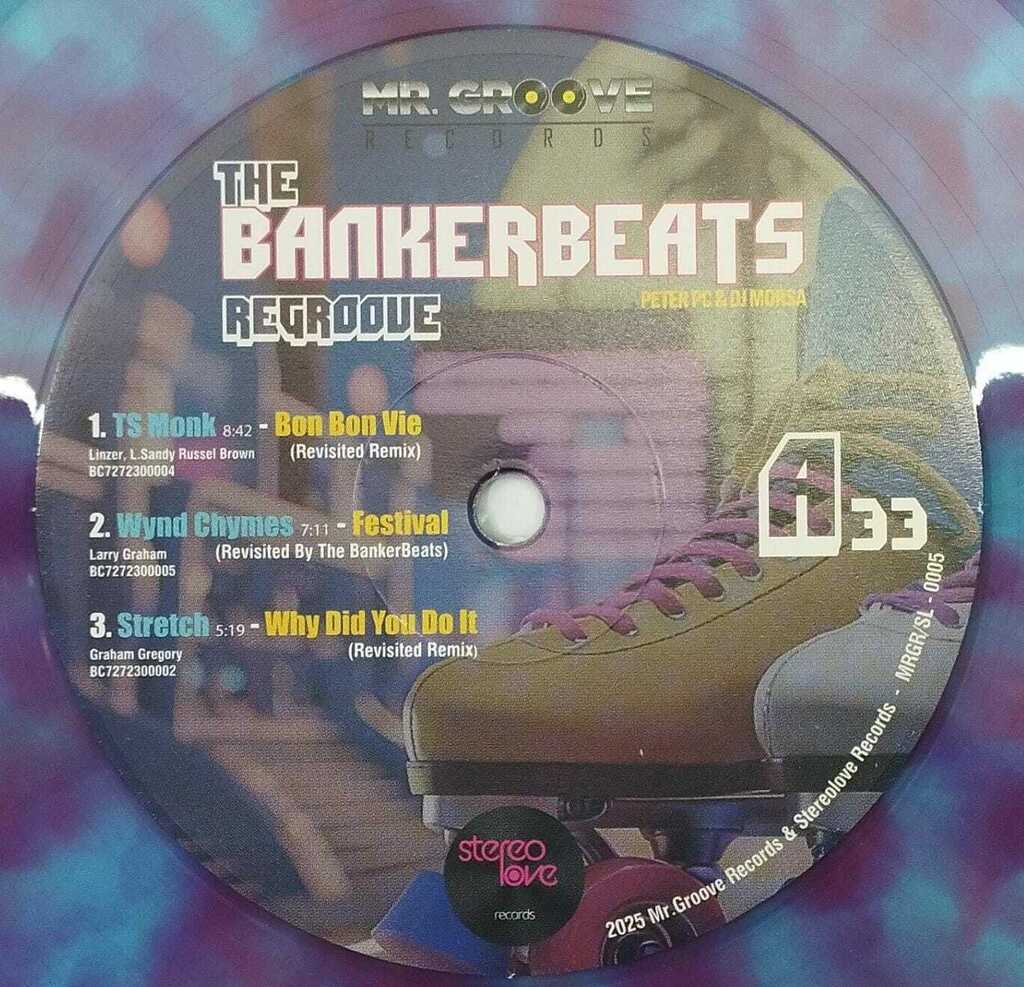 MR. GROOVE
RECORDS
THE
BANKERBEATS
PETER PC & DJ MORSA
REGROOVE
1. TS Monk 8:42 - Bon Bon Vie
Linzer, L.Sandy Russel Brown (Revisited Remix)
BC7272300004
2. Wynd Chymes 7:11 - Festival
Larry Graham (Revisited By The BankerBeats)
BC7272300005
3. Stretch 5:19 - Why Did You Do It
Graham Gregory (Revisited Remix)
BC7272300002
A 33
stereo
love
records
2025 Mr.Groove Records & Stereolove Records - MRGR/SL - 0005